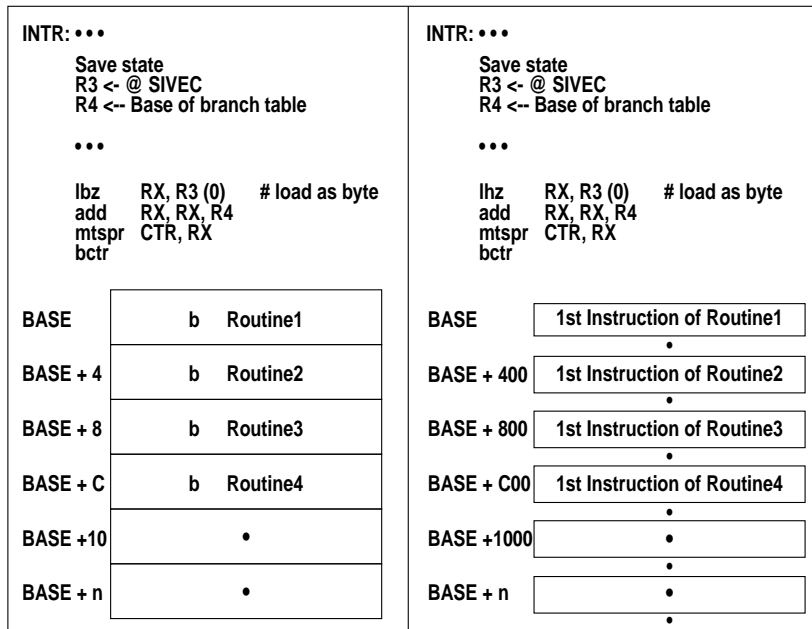 INTR: • • •
Save state
R3 <- @ SIVEC
R4 <-- Base of branch table
• • •
lbz RX, R3 (0) # load as byte
add RX, RX, R4
mtspr CTR, RX
bctr
BASE b Routine1
BASE + 4 b Routine2
BASE + 8 b Routine3
BASE + C b Routine4
BASE +10 •
BASE + n •
INTR: • • •
Save state
R3 <- @ SIVEC
R4 <-- Base of branch table
• • •
lhz RX, R3 (0) # load as byte
add RX, RX, R4
mtspr CTR, RX
bctr
BASE 1st Instruction of Routine1
•
BASE + 400 1st Instruction of Routine2
•
BASE + 800 1st Instruction of Routine3
•
BASE + C00 1st Instruction of Routine4
•
BASE +1000 •
•
BASE + n •
•